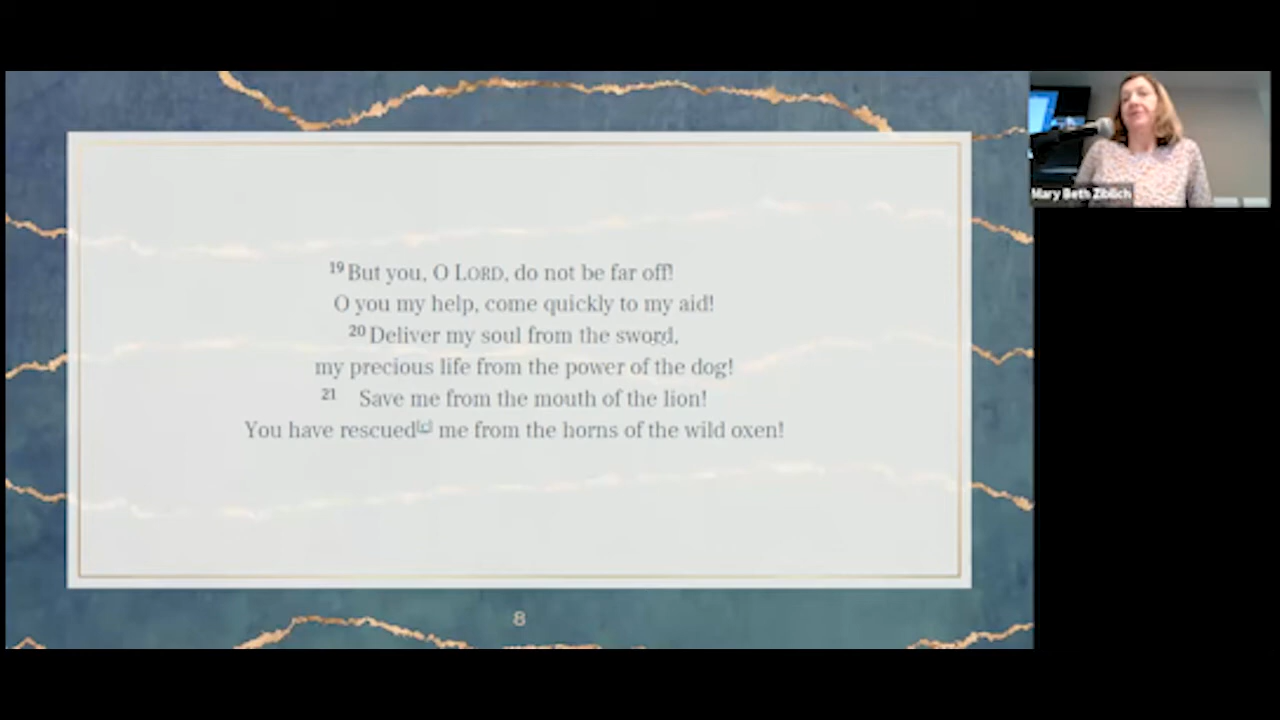 19 But you, O LORD, do not be far off!
O you my help, come quickly to my aid!
20 Deliver my soul from the sword,
my precious life from the power of the dog!
21 Save me from the mouth of the lion!
You have rescued[c] me from the horns of the wild oxen!
8
Mary Beth Ziblich